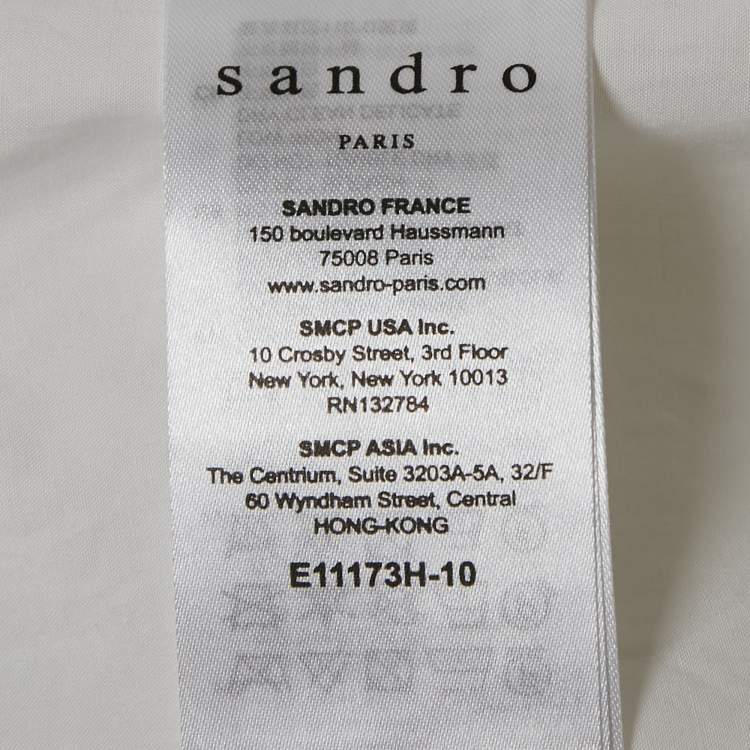 sandro
PARIS
SANDRO FRANCE
150 boulevard Haussmann
75008 Paris
www.sandro-paris.com
SMCP USA Inc.
10 Crosby Street, 3rd Floor
New York, New York 10013
RN132784
SMCP ASIA Inc.
The Centrium, Suite 3203A-5A, 32/F
60 Wyndham Street, Central
HONG-KONG
E11173H-10